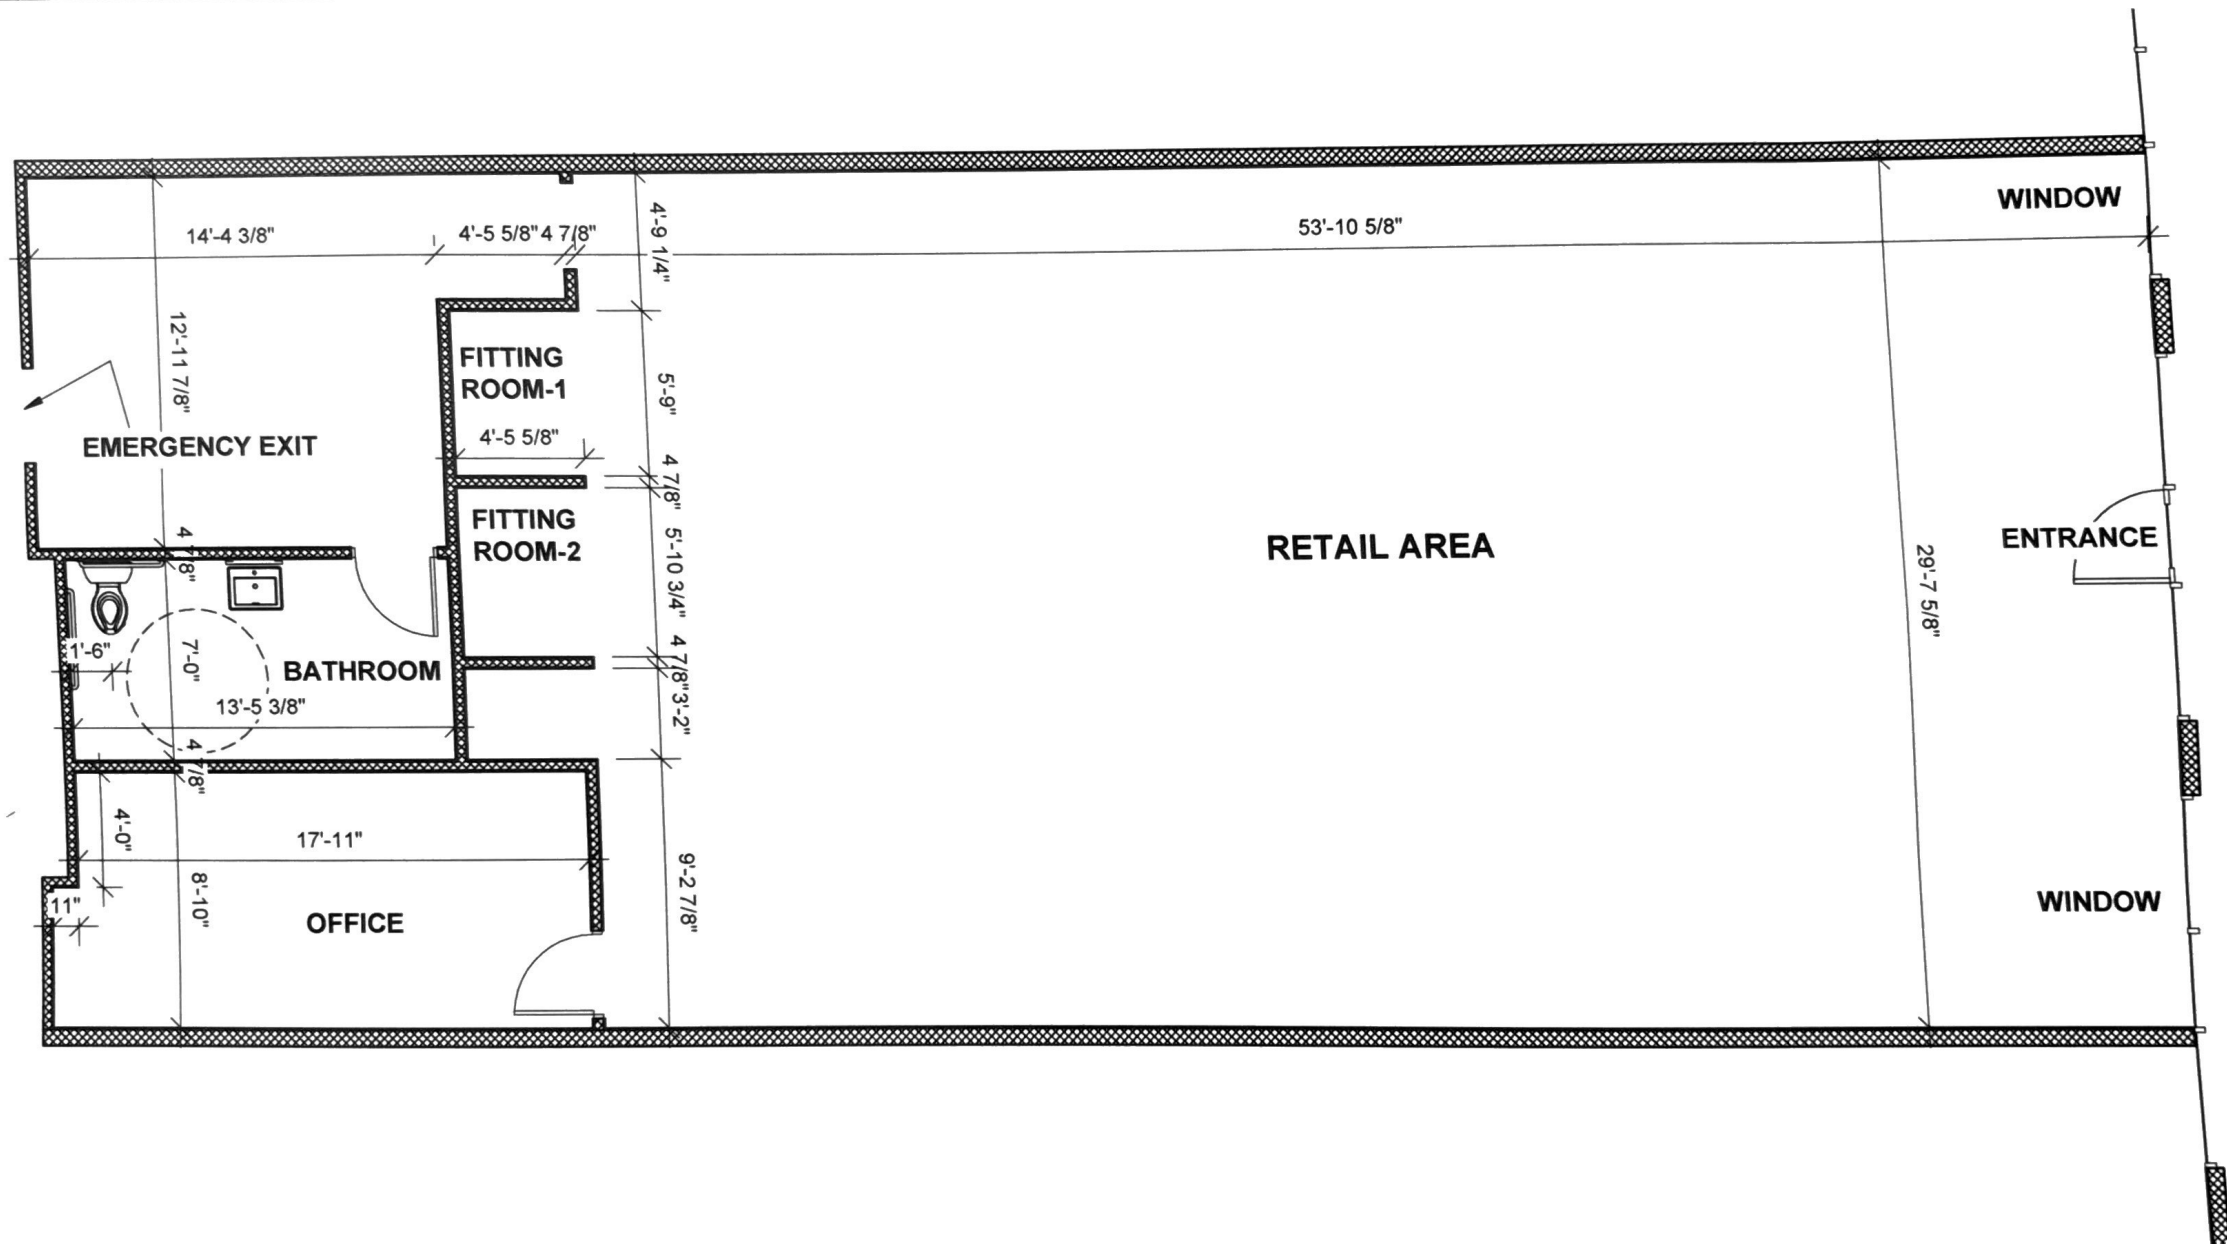 WINDOW
53'-10 5/8"
14'-4 3/8"
4'-5 5/8"
4 7/8"
4'-9 1/4"
12'-11 7/8"
FITTING
ROOM-1
5'-9"
4'-5 5/8"
EMERGENCY EXIT
4 7/8"
FITTING
ROOM-2
4 7/8"
5'-10 3/4"
RETAIL AREA
ENTRANCE
29'-7 5/8"
1'-6"
7'-0"
BATHROOM
4 7/8"
13'-5 3/8"
3'-2"
4 7/8"
4'-0"
17'-11"
8'-10"
9'-2 7/8"
11"
OFFICE
WINDOW